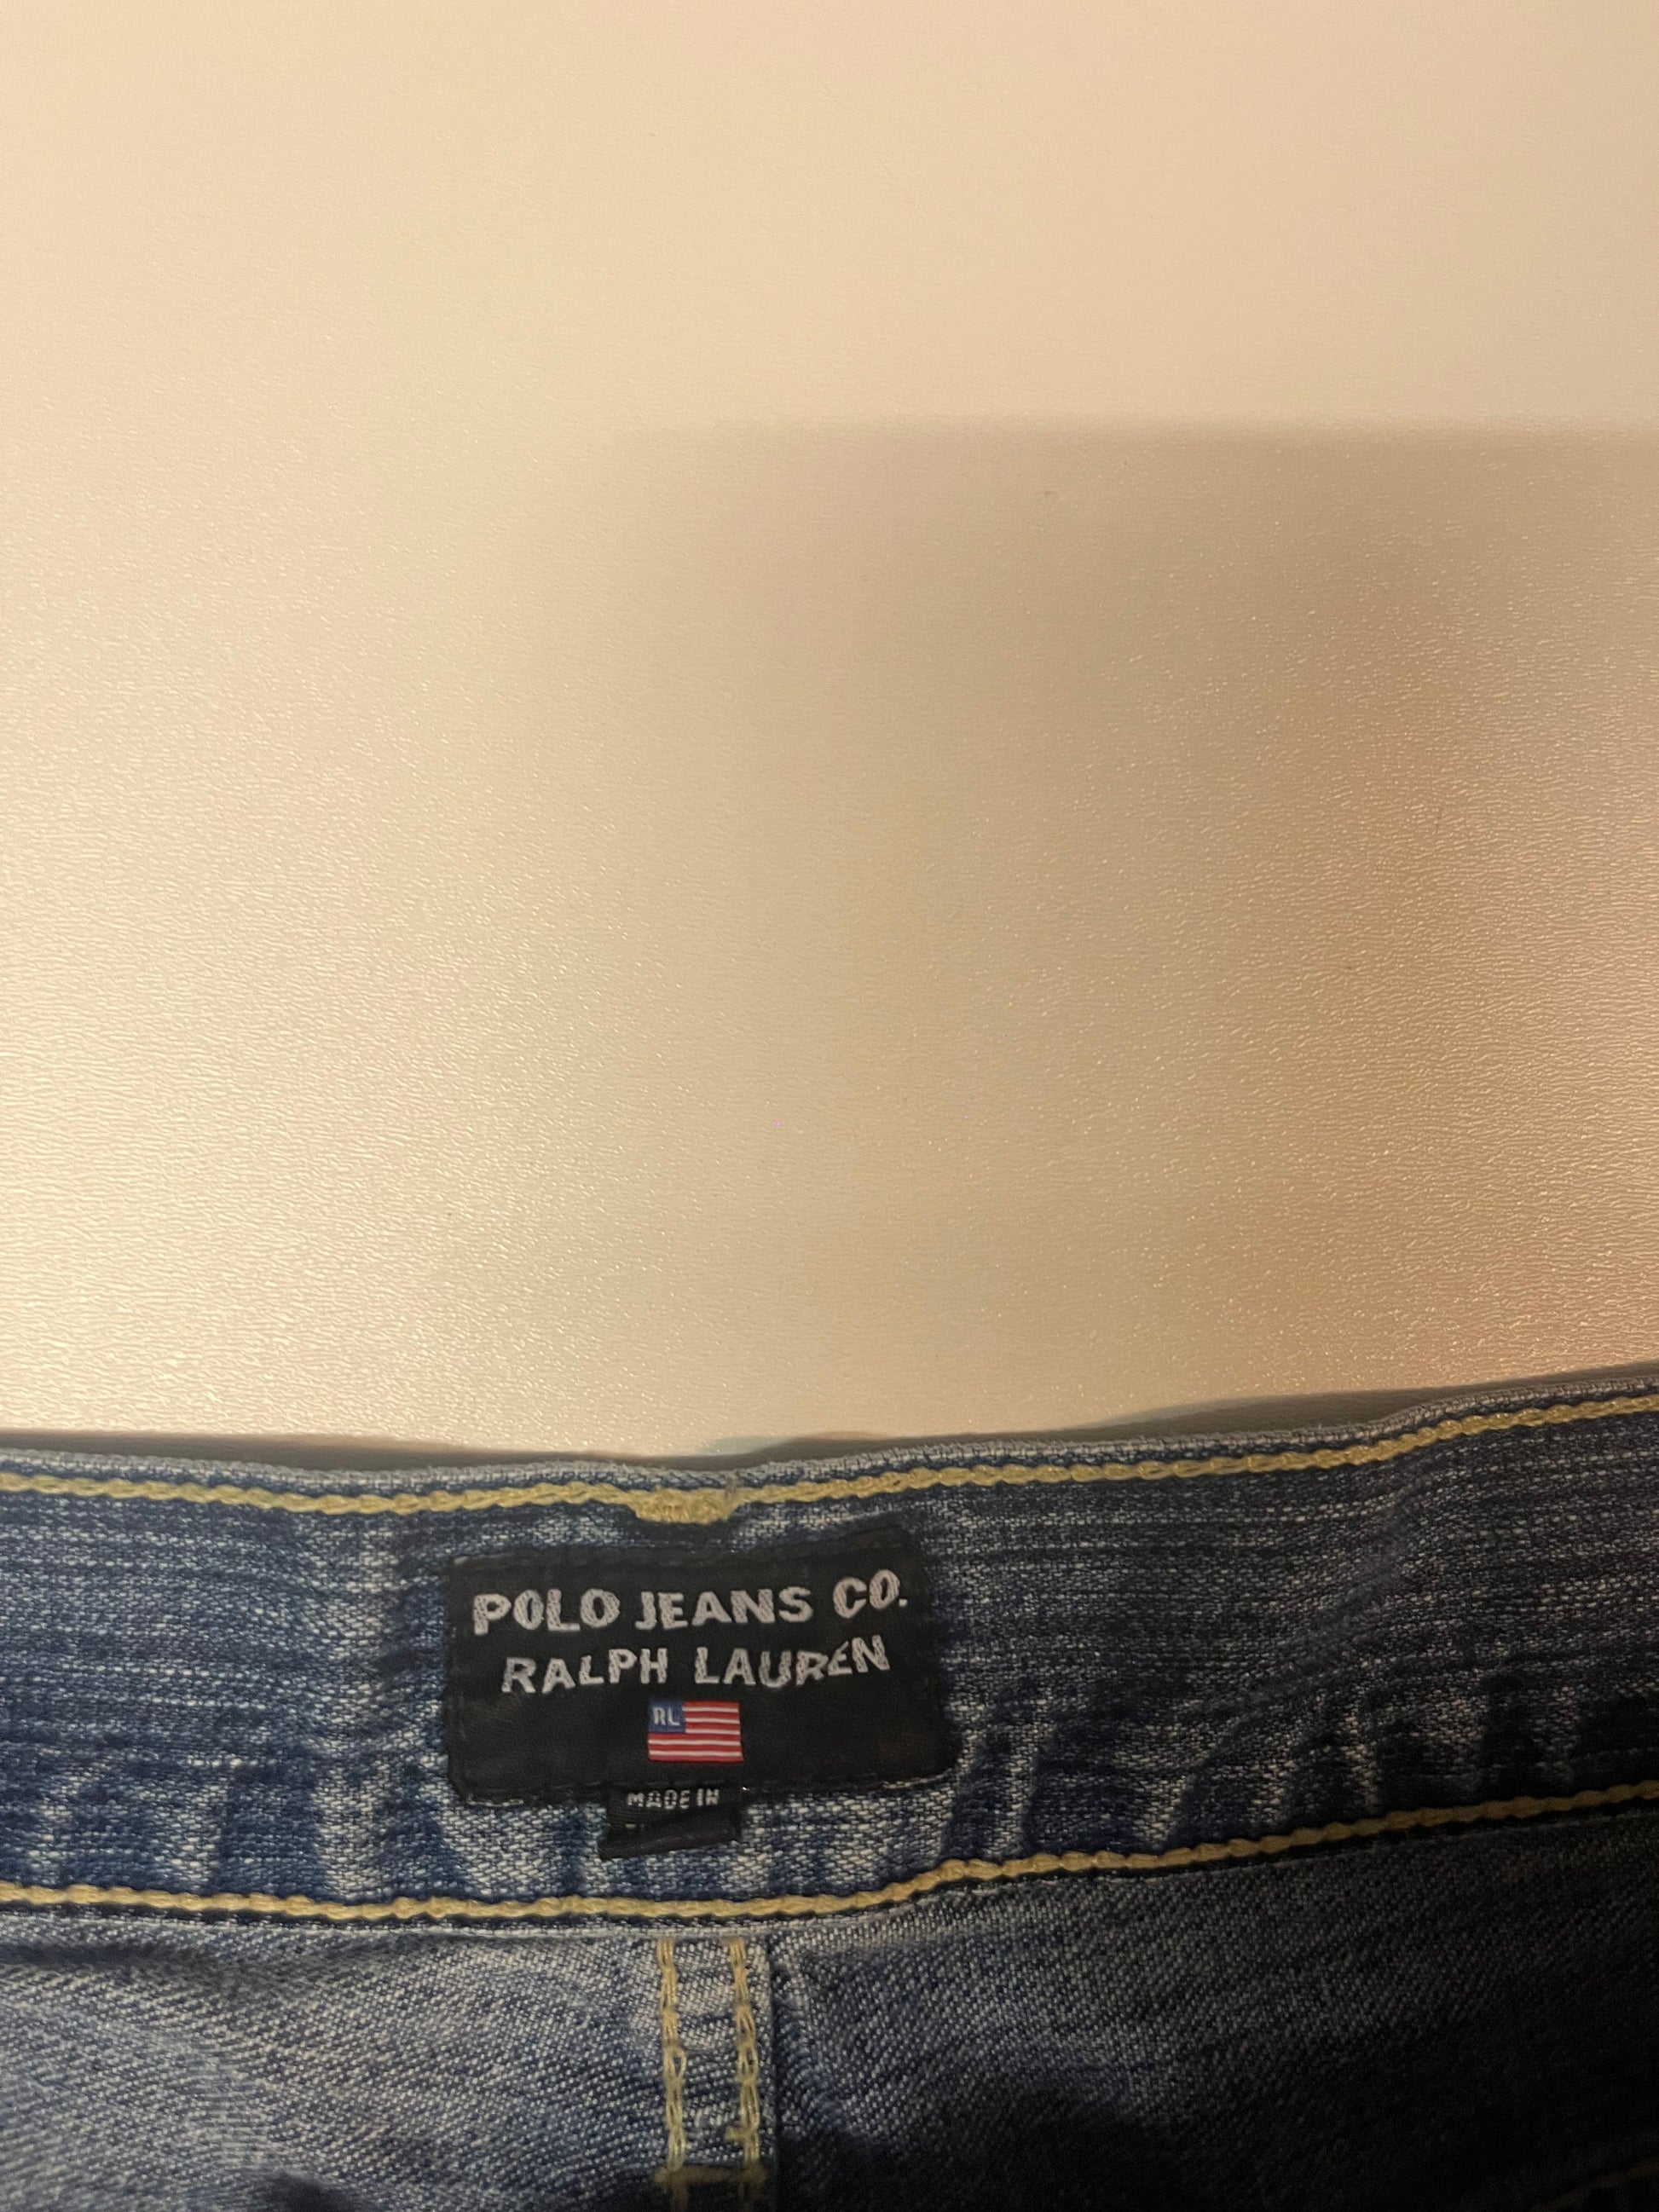 POLO JEANS CO.
RALPH LAUREN
RL
MADE IN